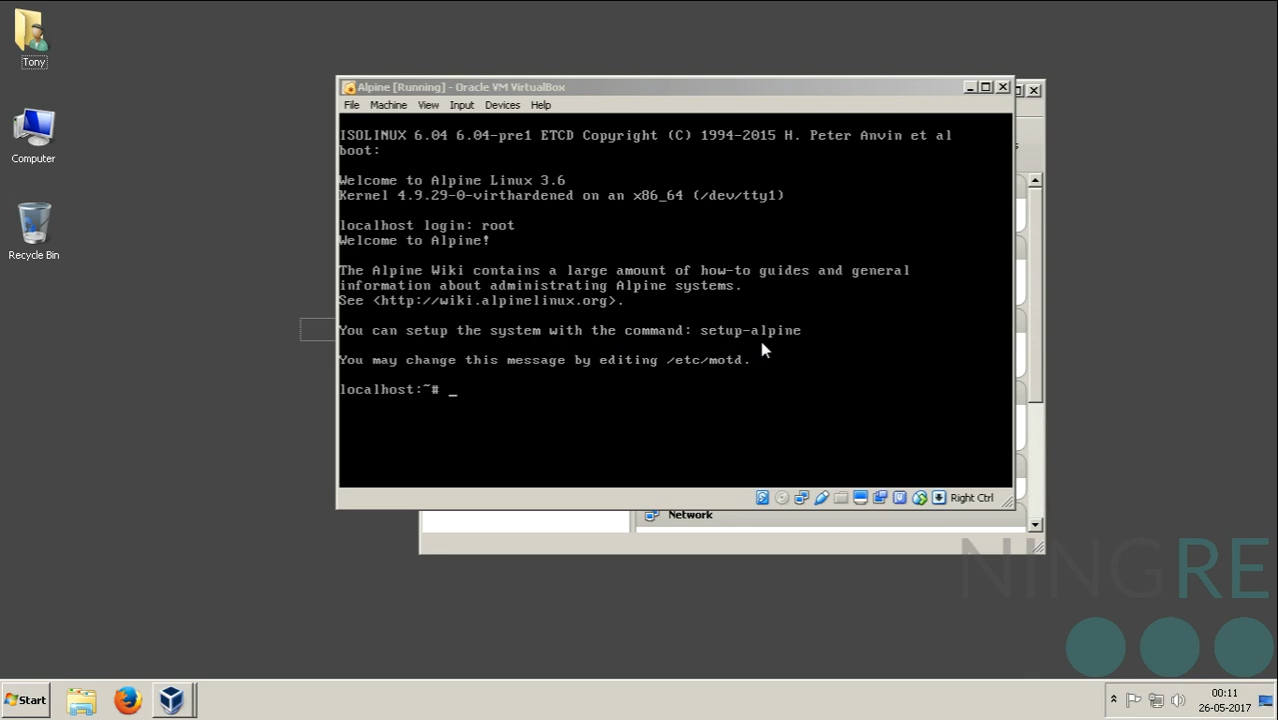 Tony
Computer
Recycle Bin
Alpine [Running] - Oracle VM VirtualBox
File Machine View Input Devices Help
ISOLINUX 6.04 6.04-pre1 ETCD Copyright (C) 1994-2015 H. Peter Anvin et al
boot:
Welcome to Alpine Linux 3.6
Kernel 4.9.29-0-virthardened on an x86_64 (/dev/tty1)
localhost login: root
Welcome to Alpine!
The Alpine Wiki contains a large amount of how-to guides and general
information about administrating Alpine systems.
See <http://wiki.alpinelinux.org>.
You can setup the system with the command: setup-alpine
You may change this message by editing /etc/motd.
localhost:~# _
Right Ctrl
Network
NINGRE
Start
00:11
26-05-2017